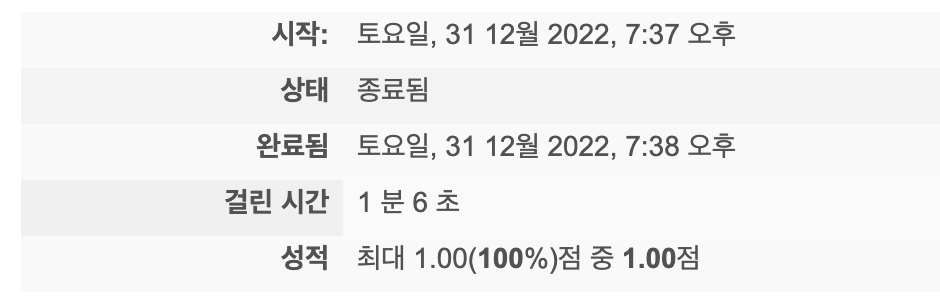 시작: 토요일, 31 12월 2022, 7:37 오후
상태 종료됨
완료됨 토요일, 31 12월 2022, 7:38 오후
걸린 시간 1 분 6 초
성적 최대 1.00(100%)점 중 1.00점